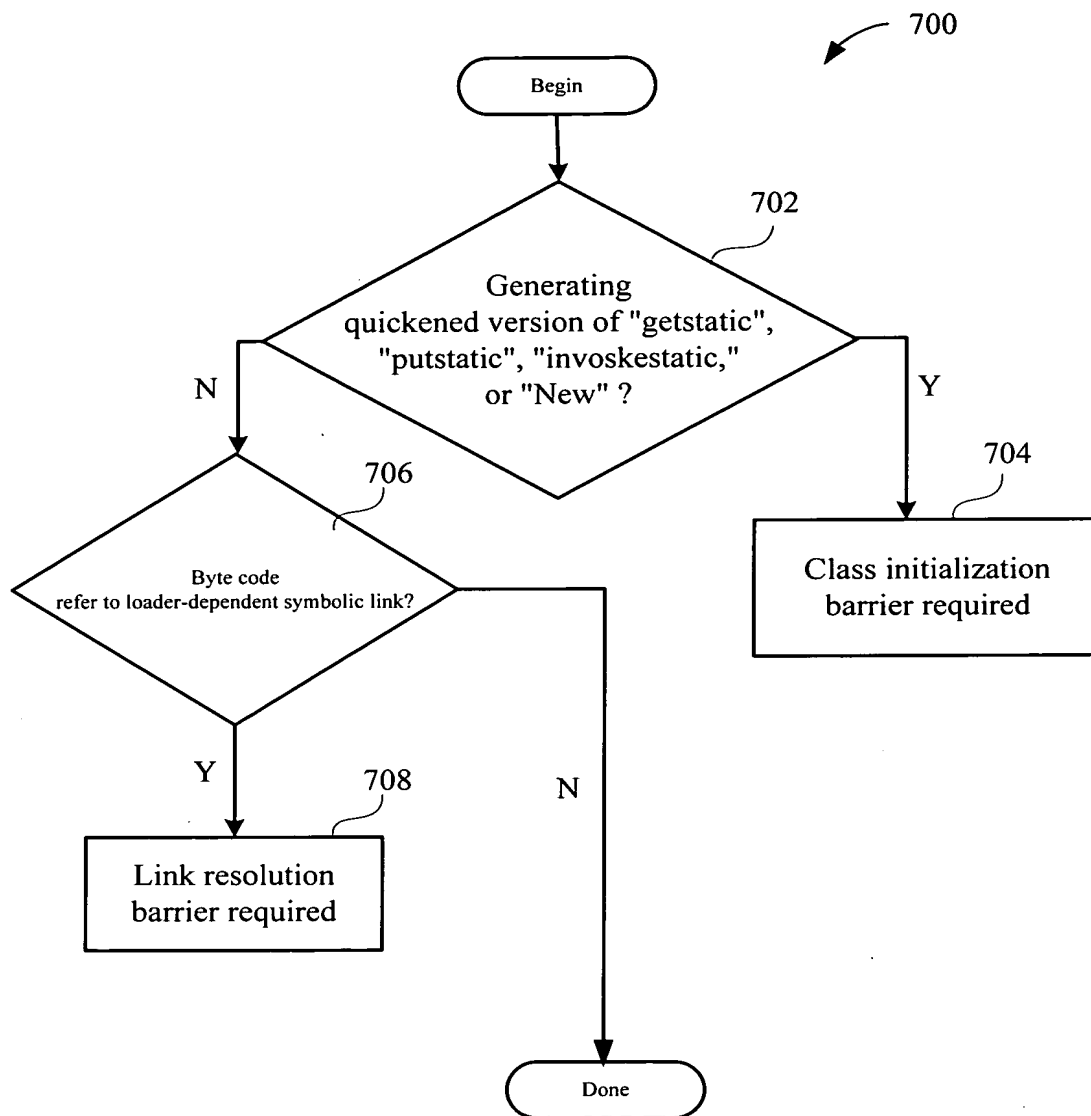 700
Begin
702
Generating
quickened version of "getstatic",
"putstatic", "invoskestatic,"
or "New" ?
N
Y
706
704
Byte code
refer to loader-dependent symbolic link?
Class initialization
barrier required
Y
N
708
Link resolution
barrier required
Done